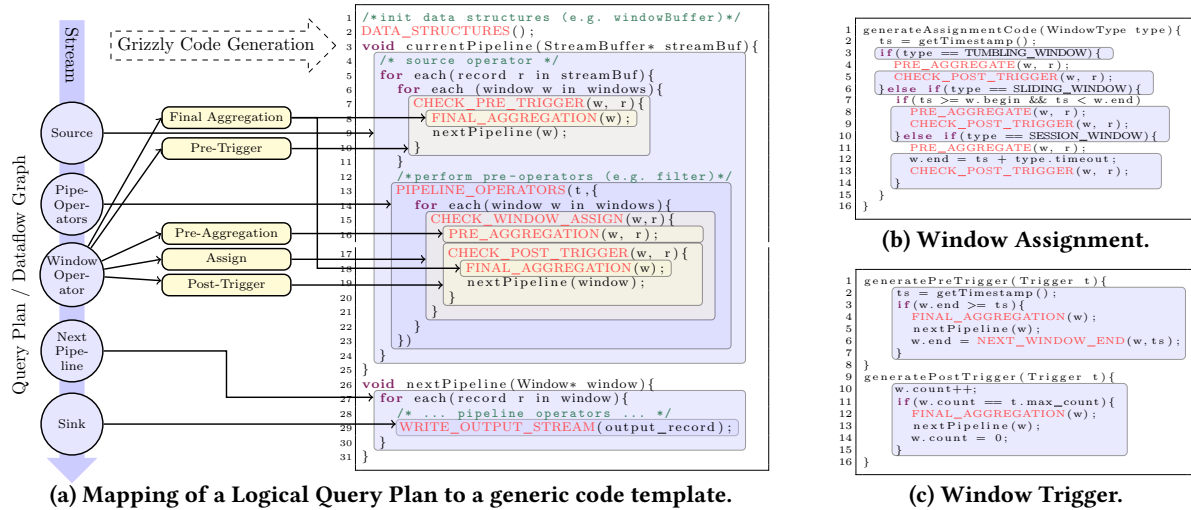 Stream
Query Plan / Dataflow Graph
Grizzly Code Generation
Source
Pipe-
Oper-
ators
Window
Oper-
ator
Next
Pipe-
line
Sink
Final Aggregation
Pre-Trigger
Pre-Aggregation
Assign
Post-Trigger
1 /*init data structures (e.g. windowBuffer)*/
2 DATA_STRUCTURES();
3 void currentPipeline(StreamBuffer* streamBuf){
4 /* source operator */
5 for each(record r in streamBuf){
6 for each (window w in windows){
7 CHECK_PRE_TRIGGER(w, r){
8 FINAL_AGGREGATION(w);
9 nextPipeline(w);
10 }
11 }
12 /*perform pre-operators (e.g. filter)*/
13 PIPELINE_OPERATORS(t,{
14 for each(window w in windows){
15 CHECK_WINDOW_ASSIGN(w,r){
16 PRE_AGGREGATION(w, r);
17 CHECK_POST_TRIGGER(w, r){
18 FINAL_AGGREGATION(w);
19 nextPipeline(window);
20 }
21 }
22 }
23 })
24 }
25 }
26 void nextPipeline(Window* window){
27 for each(record r in window){
28 /* ... pipeline operators ... */
29 WRITE_OUTPUT_STREAM(output_record);
30 }
31 }
(a) Mapping of a Logical Query Plan to a generic code template.
1 generateAssignmentCode(WindowType type){
2 ts = getTimestamp();
3 if(type == TUMBLING_WINDOW){
4 PRE_AGGREGATE(w, r);
5 CHECK_POST_TRIGGER(w, r);
6 }else if(type == SLIDING_WINDOW){
7 if(ts >= w.begin && ts < w.end)
8 PRE_AGGREGATE(w, r);
9 CHECK_POST_TRIGGER(w, r);
10 }else if(type == SESSION_WINDOW){
11 PRE_AGGREGATE(w, r);
12 w.end = ts + type.timeout;
13 CHECK_POST_TRIGGER(w, r);
14 }
15 }
16 }
(b) Window Assignment.
1 generatePreTrigger(Trigger t){
2 ts = getTimestamp();
3 if(w.end >= ts){
4 FINAL_AGGREGATION(w);
5 nextPipeline(w);
6 w.end = NEXT_WINDOW_END(w,ts);
7 }
8 }
9 generatePostTrigger(Trigger t){
10 w.count++;
11 if(w.count == t.max_count){
12 FINAL_AGGREGATION(w);
13 nextPipeline(w);
14 w.count = 0;
15 }
16 }
(c) Window Trigger.